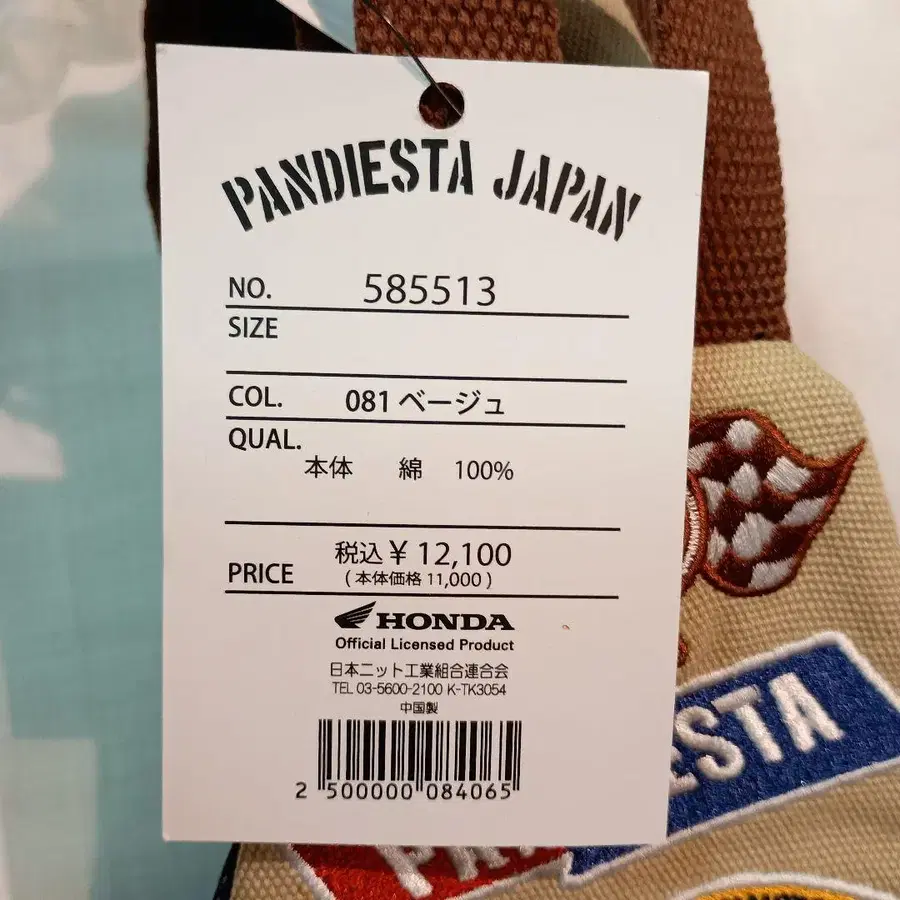 PANDIESTA JAPAN
NO. 585513
SIZE
COL. 081 ベージュ
QUAL.
本体 綿 100%
PRICE 税込 ¥ 12,100
( 本体価格 11,000 )
HONDA
Official Licensed Product
日本ニット工業組合連合会
TEL 03-5600-2100 K-TK3054
中国製
2 500000 084065
ESTA
PA